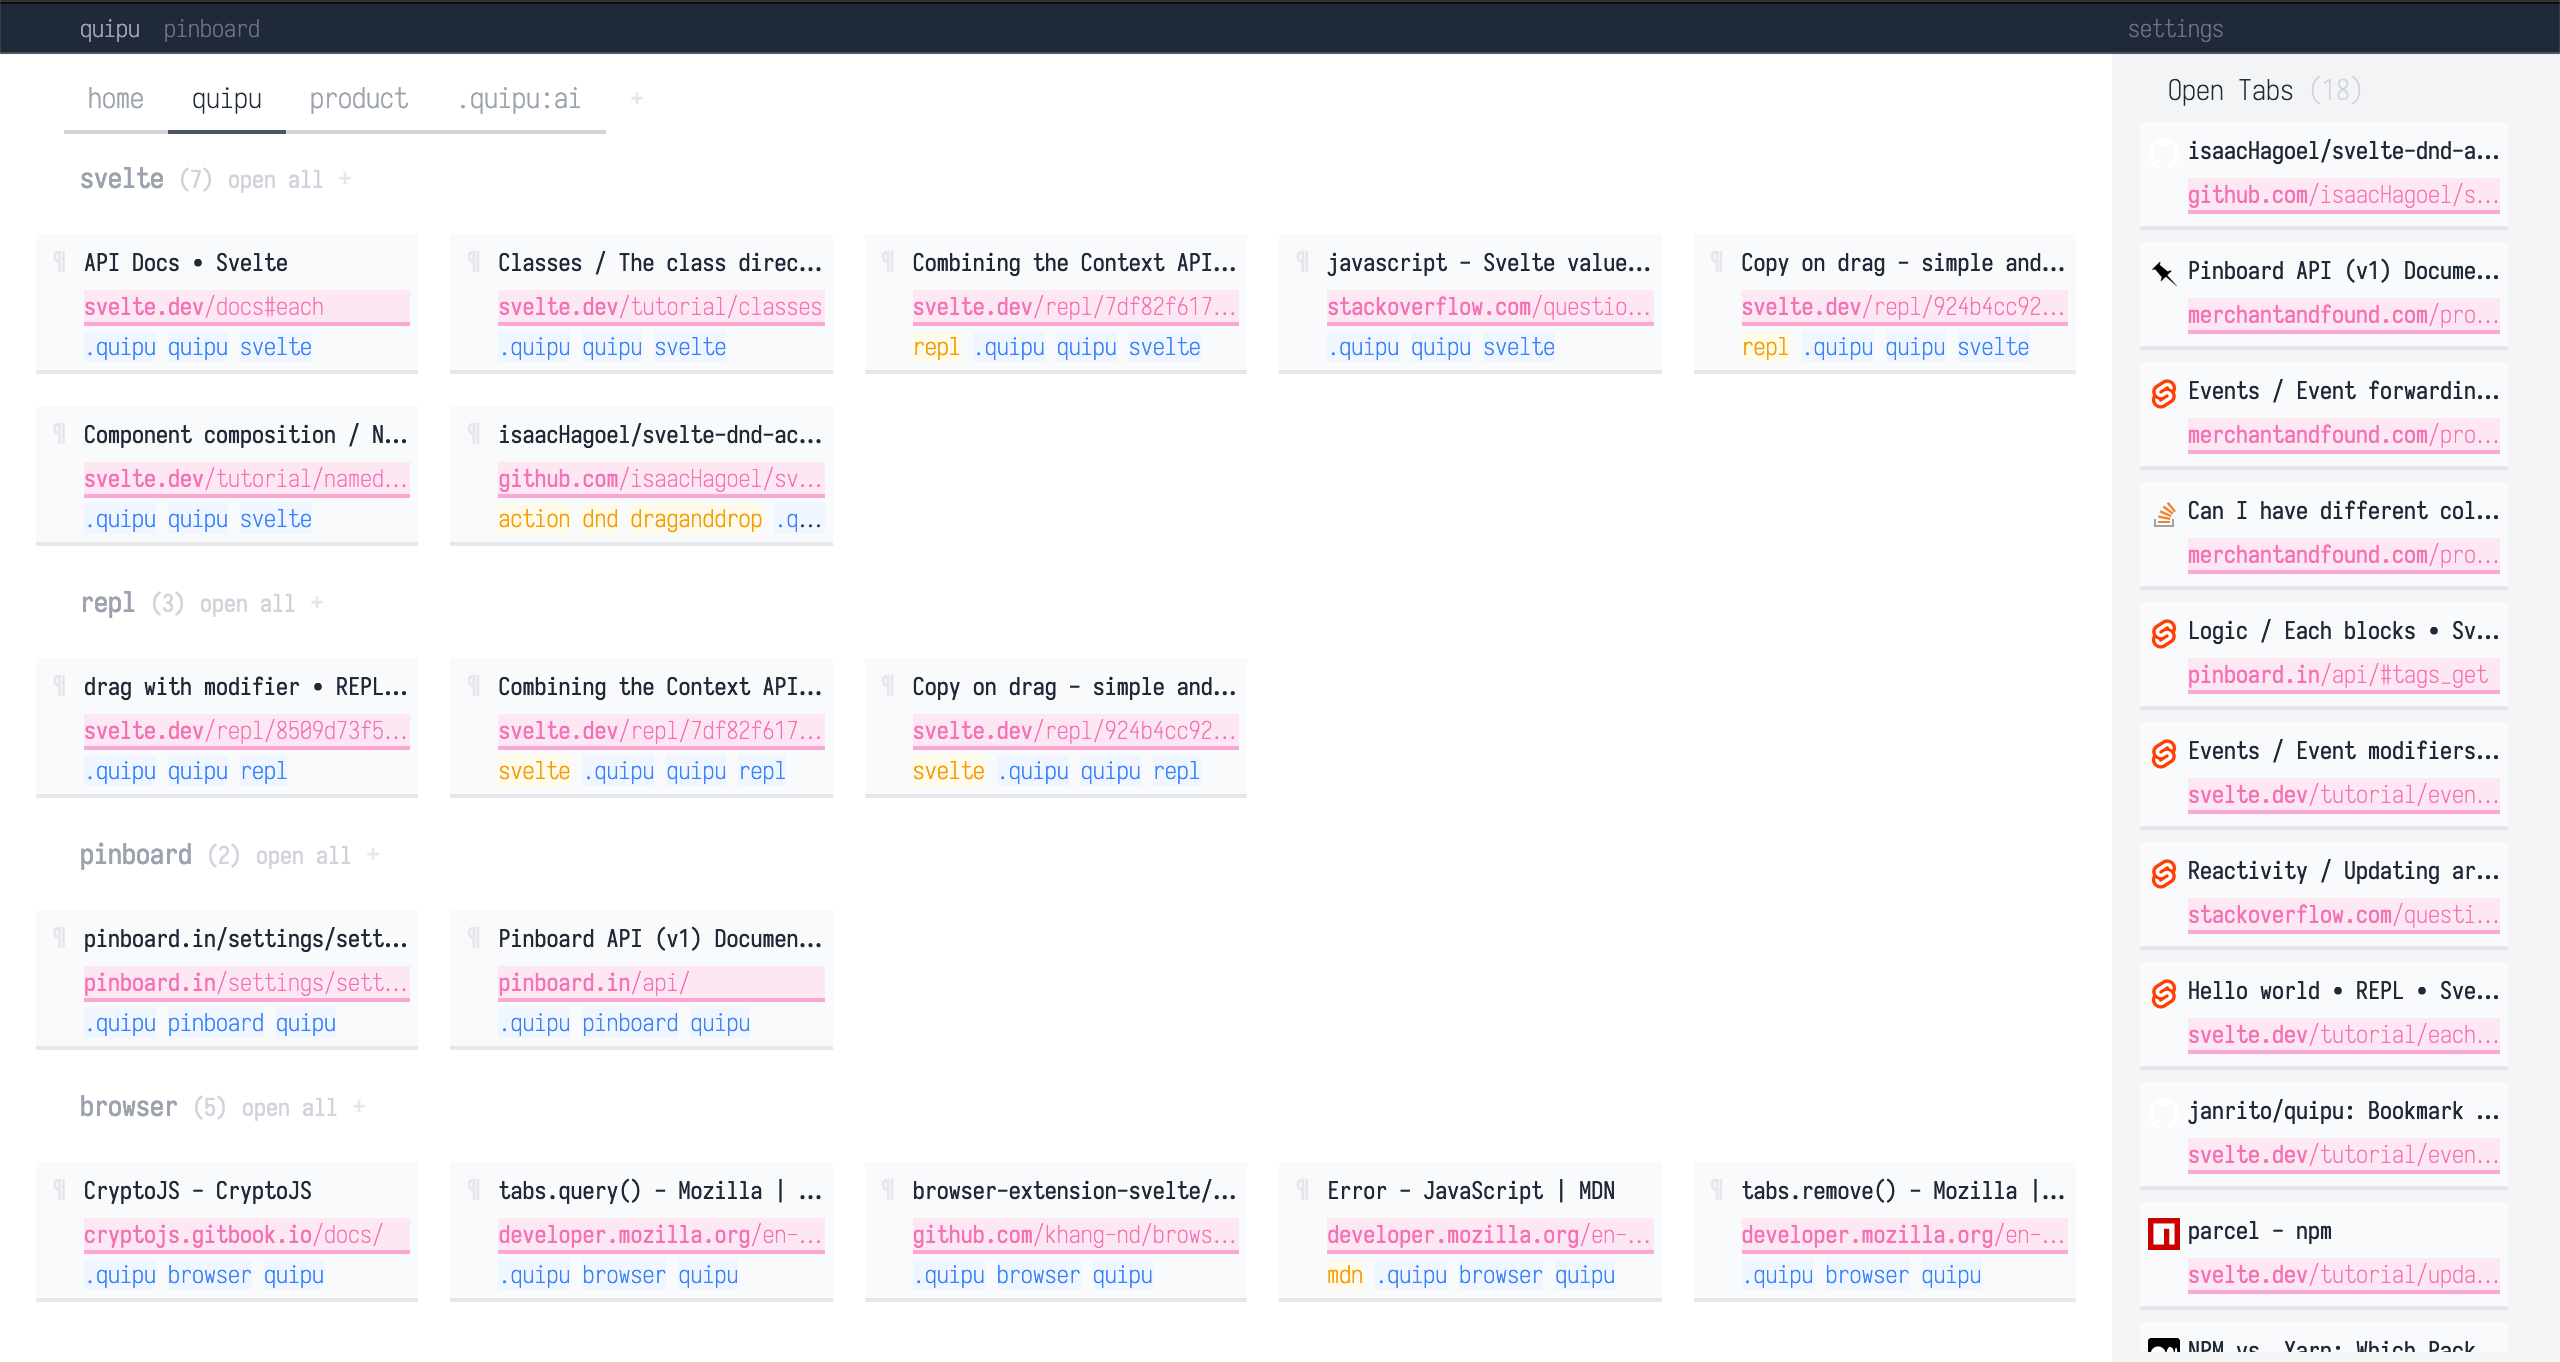 quipu pinboard settings
home quipu product .quipu:ai +
svelte (7) open all +
¶ API Docs • Svelte
svelte.dev/docs#each
.quipu quipu svelte
¶ Classes / The class direc...
svelte.dev/tutorial/classes
.quipu quipu svelte
¶ Combining the Context API...
svelte.dev/repl/7df82f617...
repl .quipu quipu svelte
¶ javascript - Svelte value...
stackoverflow.com/questio...
.quipu quipu svelte
¶ Copy on drag - simple and...
svelte.dev/repl/924b4cc92...
repl .quipu quipu svelte
¶ Component composition / N...
svelte.dev/tutorial/named...
.quipu quipu svelte
¶ isaacHagoel/svelte-dnd-ac...
github.com/isaacHagoel/sv...
action dnd draganddrop .q...
repl (3) open all +
¶ drag with modifier • REPL...
svelte.dev/repl/8509d73f5...
.quipu quipu repl
¶ Combining the Context API...
svelte.dev/repl/7df82f617...
svelte .quipu quipu repl
¶ Copy on drag - simple and...
svelte.dev/repl/924b4cc92...
svelte .quipu quipu repl
pinboard (2) open all +
¶ pinboard.in/settings/sett...
pinboard.in/settings/sett...
.quipu pinboard quipu
¶ Pinboard API (v1) Documen...
pinboard.in/api/
.quipu pinboard quipu
browser (5) open all +
¶ CryptoJS - CryptoJS
cryptojs.gitbook.io/docs/
.quipu browser quipu
¶ tabs.query() - Mozilla | ...
developer.mozilla.org/en-...
.quipu browser quipu
¶ browser-extension-svelte/...
github.com/khang-nd/brows...
.quipu browser quipu
¶ Error - JavaScript | MDN
developer.mozilla.org/en-...
mdn .quipu browser quipu
¶ tabs.remove() - Mozilla |...
developer.mozilla.org/en-...
.quipu browser quipu
Open Tabs (18)
isaacHagoel/svelte-dnd-a...
github.com/isaacHagoel/s...
Pinboard API (v1) Docume...
merchantandfound.com/pro...
Events / Event forwardin...
merchantandfound.com/pro...
Can I have different col...
merchantandfound.com/pro...
Logic / Each blocks • Sv...
pinboard.in/api/#tags_get
Events / Event modifiers...
svelte.dev/tutorial/even...
Reactivity / Updating ar...
stackoverflow.com/questi...
Hello world • REPL • Sve...
svelte.dev/tutorial/each...
janrito/quipu: Bookmark ...
svelte.dev/tutorial/even...
parcel - npm
svelte.dev/tutorial/upda...
NPM vs. Yarn: Which Pack...